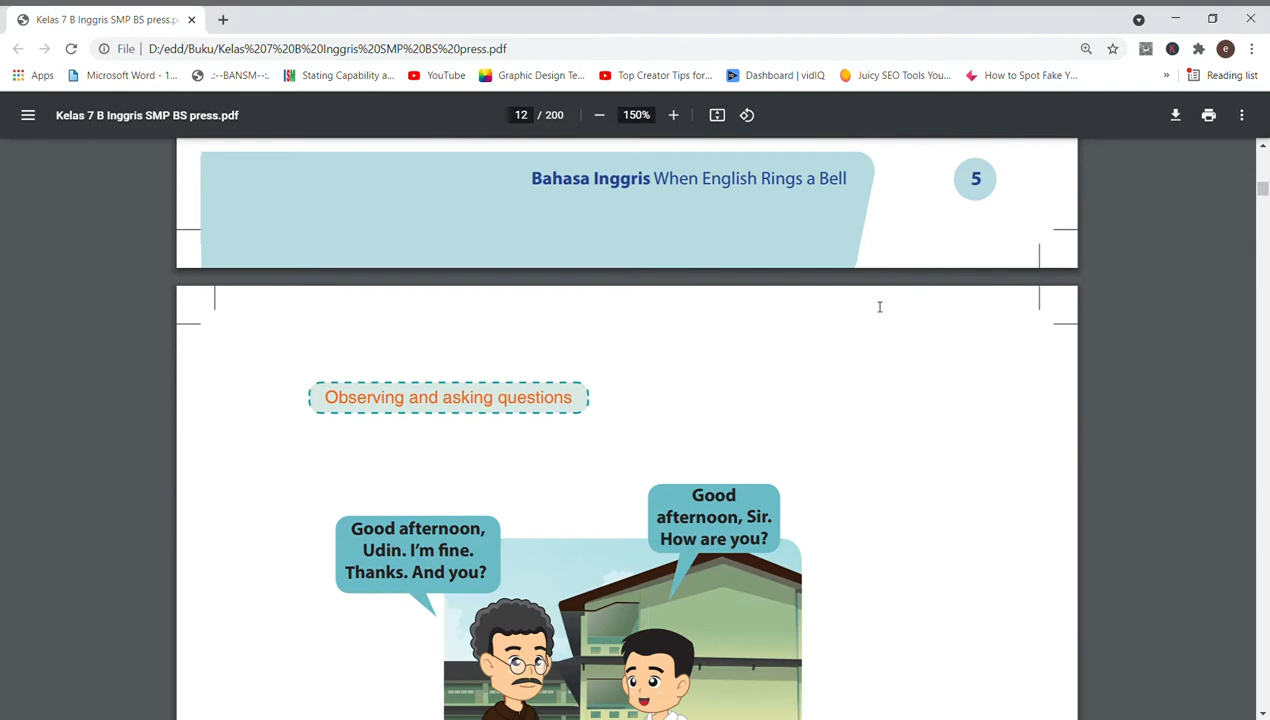 Kelas 7 B Inggris SMP BS press.p
File D:/edd/Buku/Kelas%207%20B%20Inggris%20SMP%20BS%20press.pdf
e
Apps Microsoft Word - 1... .:--BANSM--:. Stating Capability a... YouTube Graphic Design Te... Top Creator Tips for... Dashboard | vidIQ Juicy SEO Tools You... How to Spot Fake Y... » Reading list
Kelas 7 B Inggris SMP BS press.pdf 12 / 200 150%
Bahasa Inggris When English Rings a Bell 5
Observing and asking questions
Good
afternoon, Sir.
How are you?
Good afternoon,
Udin. I'm fine.
Thanks. And you?